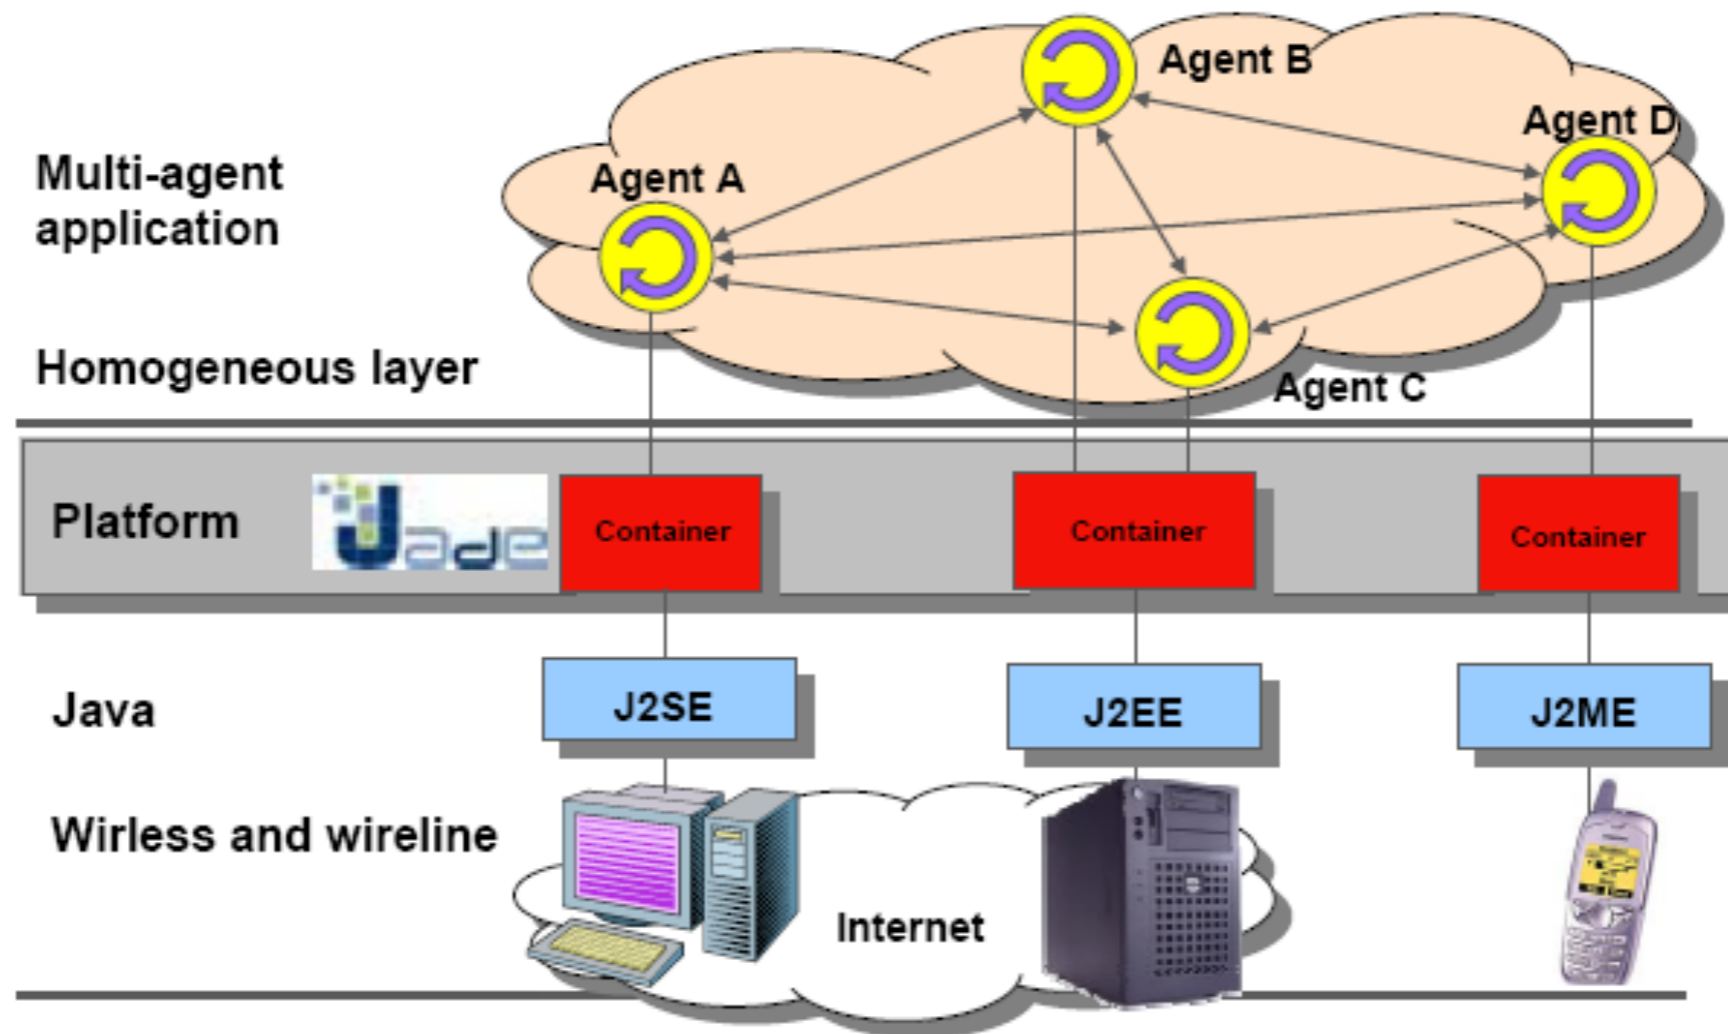 Agent B
Agent D
Multi-agent
application
Agent A
Homogeneous layer
Agent C
Platform
Jade
Container
Container
Container
Java
J2SE
J2EE
J2ME
Wirless and wireline
Internet